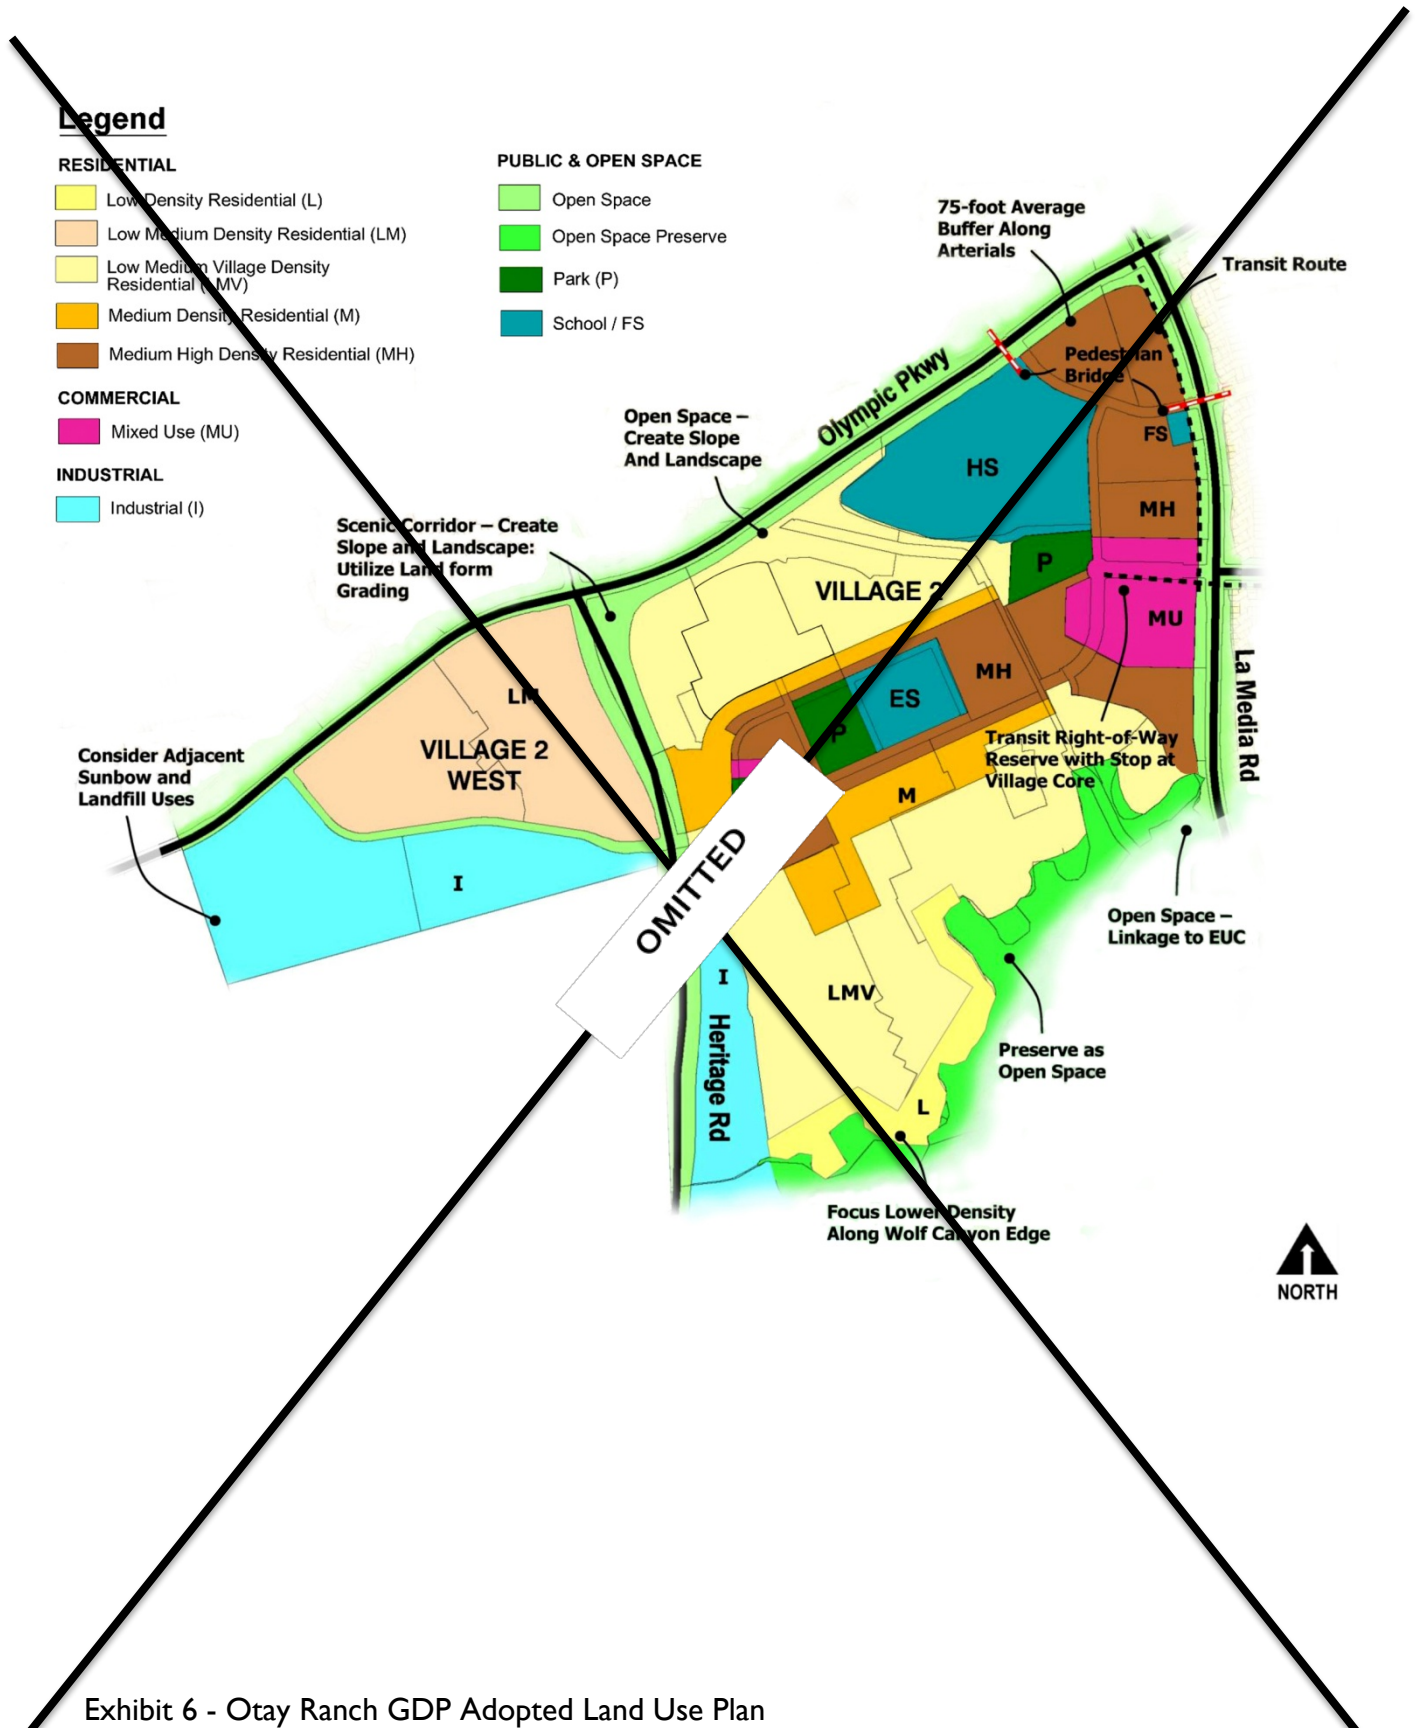 Legend
RESIDENTIAL
Low Density Residential (L)
Low Medium Density Residential (LM)
Low Medium Village Density
Residential (LMV)
Medium Density Residential (M)
Medium High Density Residential (MH)
COMMERCIAL
Mixed Use (MU)
INDUSTRIAL
Industrial (I)
PUBLIC & OPEN SPACE
Open Space
Open Space Preserve
Park (P)
School / FS
75-foot Average
Buffer Along
Arterials
Transit Route
Pedestrian
Bridge
Olympic Pkwy
Open Space –
Create Slope
And Landscape
HS
FS
MH
P
Scenic Corridor – Create
Slope and Landscape:
Utilize Land form
Grading
VILLAGE 2
MU
LM
MH
ES
P
La Media Rd
VILLAGE 2
WEST
Transit Right-of-Way
Reserve with Stop at
Village Core
Consider Adjacent
Sunbow and
Landfill Uses
M
I
OMITTED
Open Space –
Linkage to EUC
I
LMV
Heritage Rd
Preserve as
Open Space
L
Focus Lower Density
Along Wolf Canyon Edge
NORTH
Exhibit 6 - Otay Ranch GDP Adopted Land Use Plan